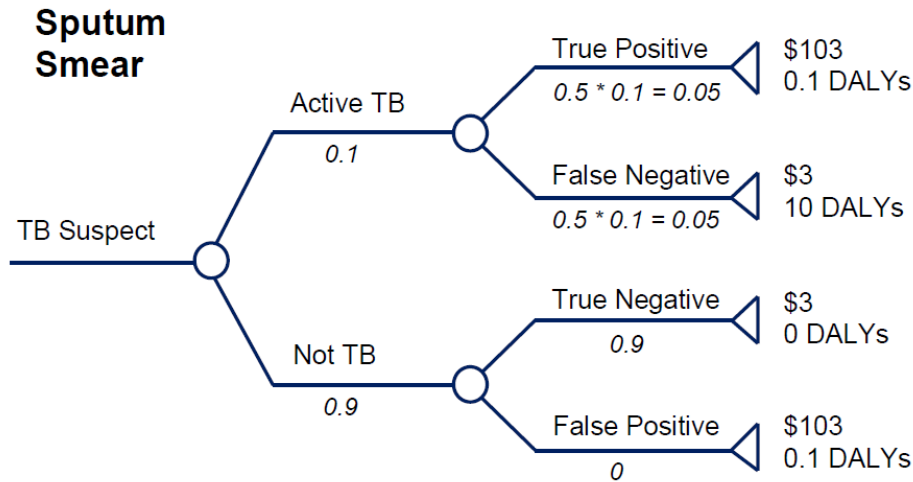 Sputum
Smear
TB Suspect
Active TB
0.1
True Positive
0.5 * 0.1 = 0.05
$103
0.1 DALYs
False Negative
0.5 * 0.1 = 0.05
$3
10 DALYs
Not TB
0.9
True Negative
0.9
$3
0 DALYs
False Positive
0
$103
0.1 DALYs